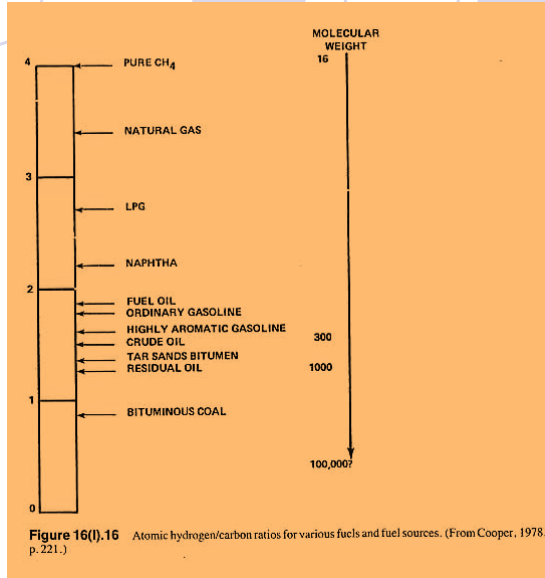 MOLECULAR
WEIGHT
4 PURE CH4 16
NATURAL GAS
3
LPG
NAPHTHA
2
FUEL OIL
ORDINARY GASOLINE
HIGHLY AROMATIC GASOLINE
CRUDE OIL 300
TAR SANDS BITUMEN
RESIDUAL OIL 1000
1
BITUMINOUS COAL
100,000?
0
Figure 16(I).16 Atomic hydrogen/carbon ratios for various fuels and fuel sources. (From Cooper, 1978,
p. 221.)